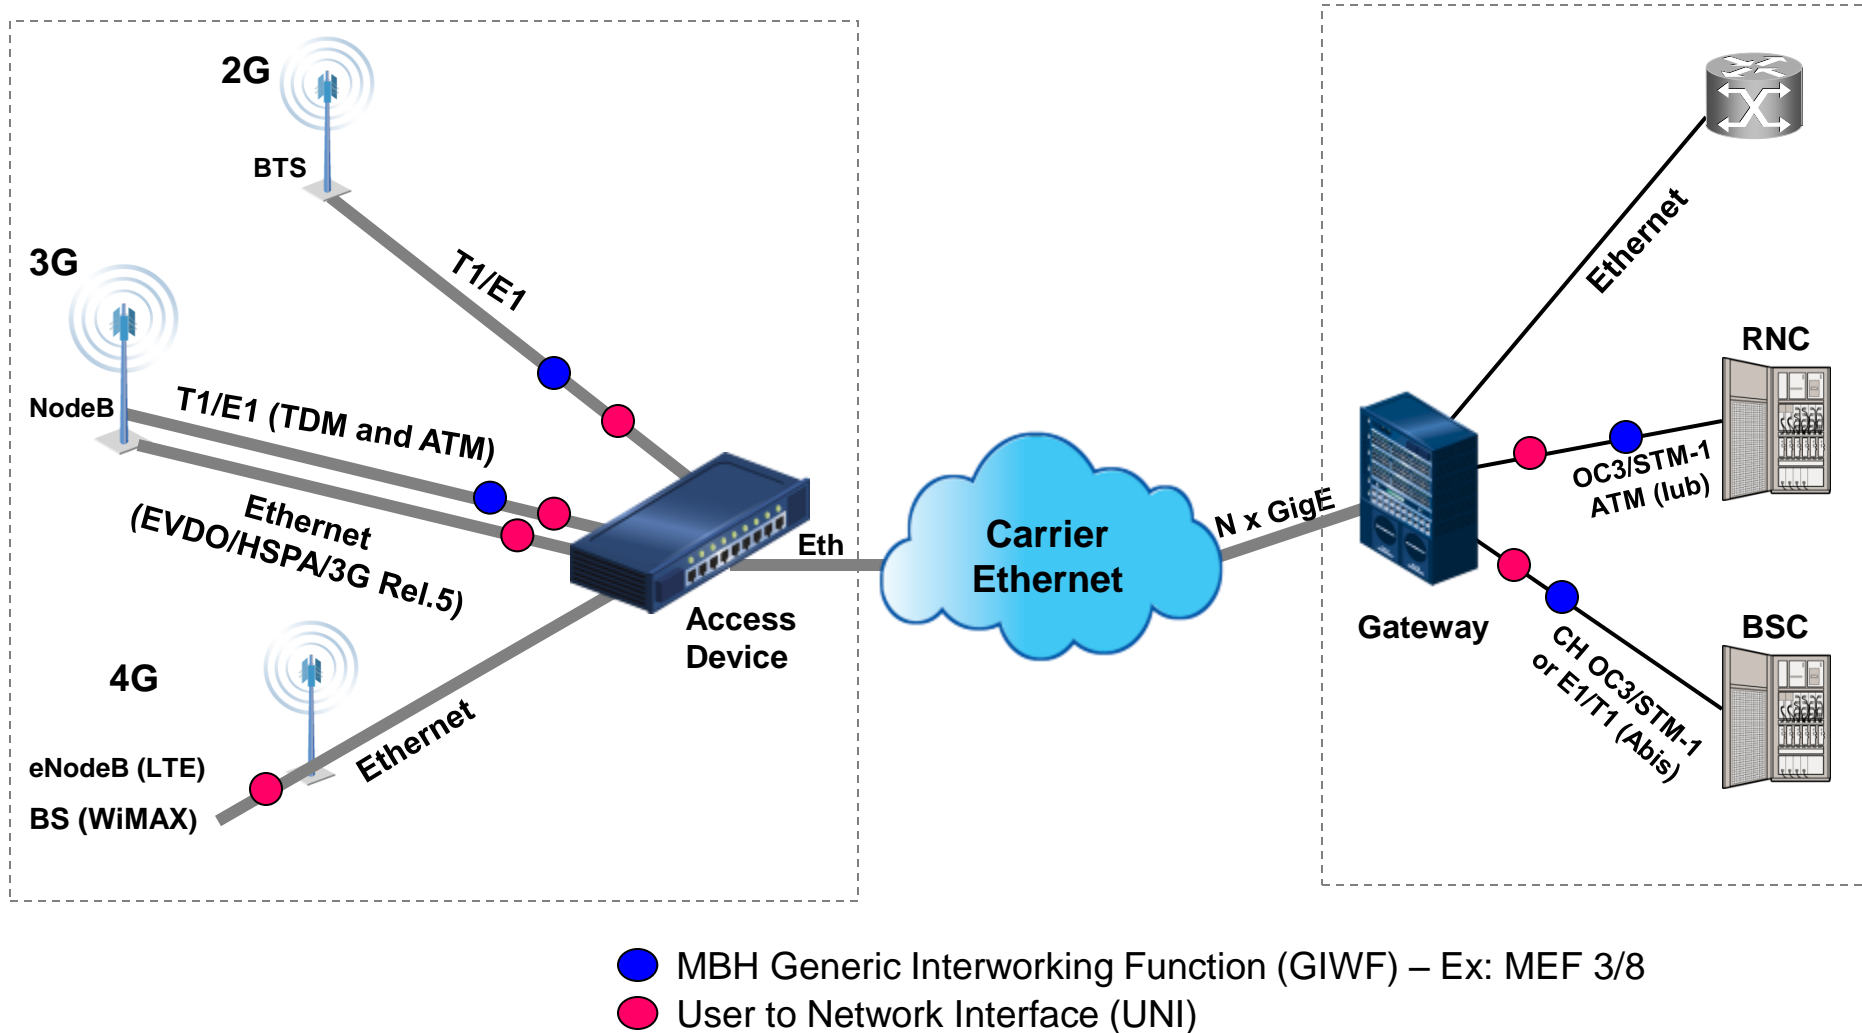 2G
BTS
T1/E1
3G
NodeB
T1/E1 (TDM and ATM)
Ethernet
(EVDO/HSPA/3G Rel.5)
4G
eNodeB (LTE)
BS (WiMAX)
Ethernet
Access
Device
Eth
Carrier
Ethernet
N x GigE
Gateway
Ethernet
RNC
OC3/STM-1
ATM (Iub)
BSC
CH OC3/STM-1
or E1/T1 (Abis)
MBH Generic Interworking Function (GIWF) – Ex: MEF 3/8
User to Network Interface (UNI)